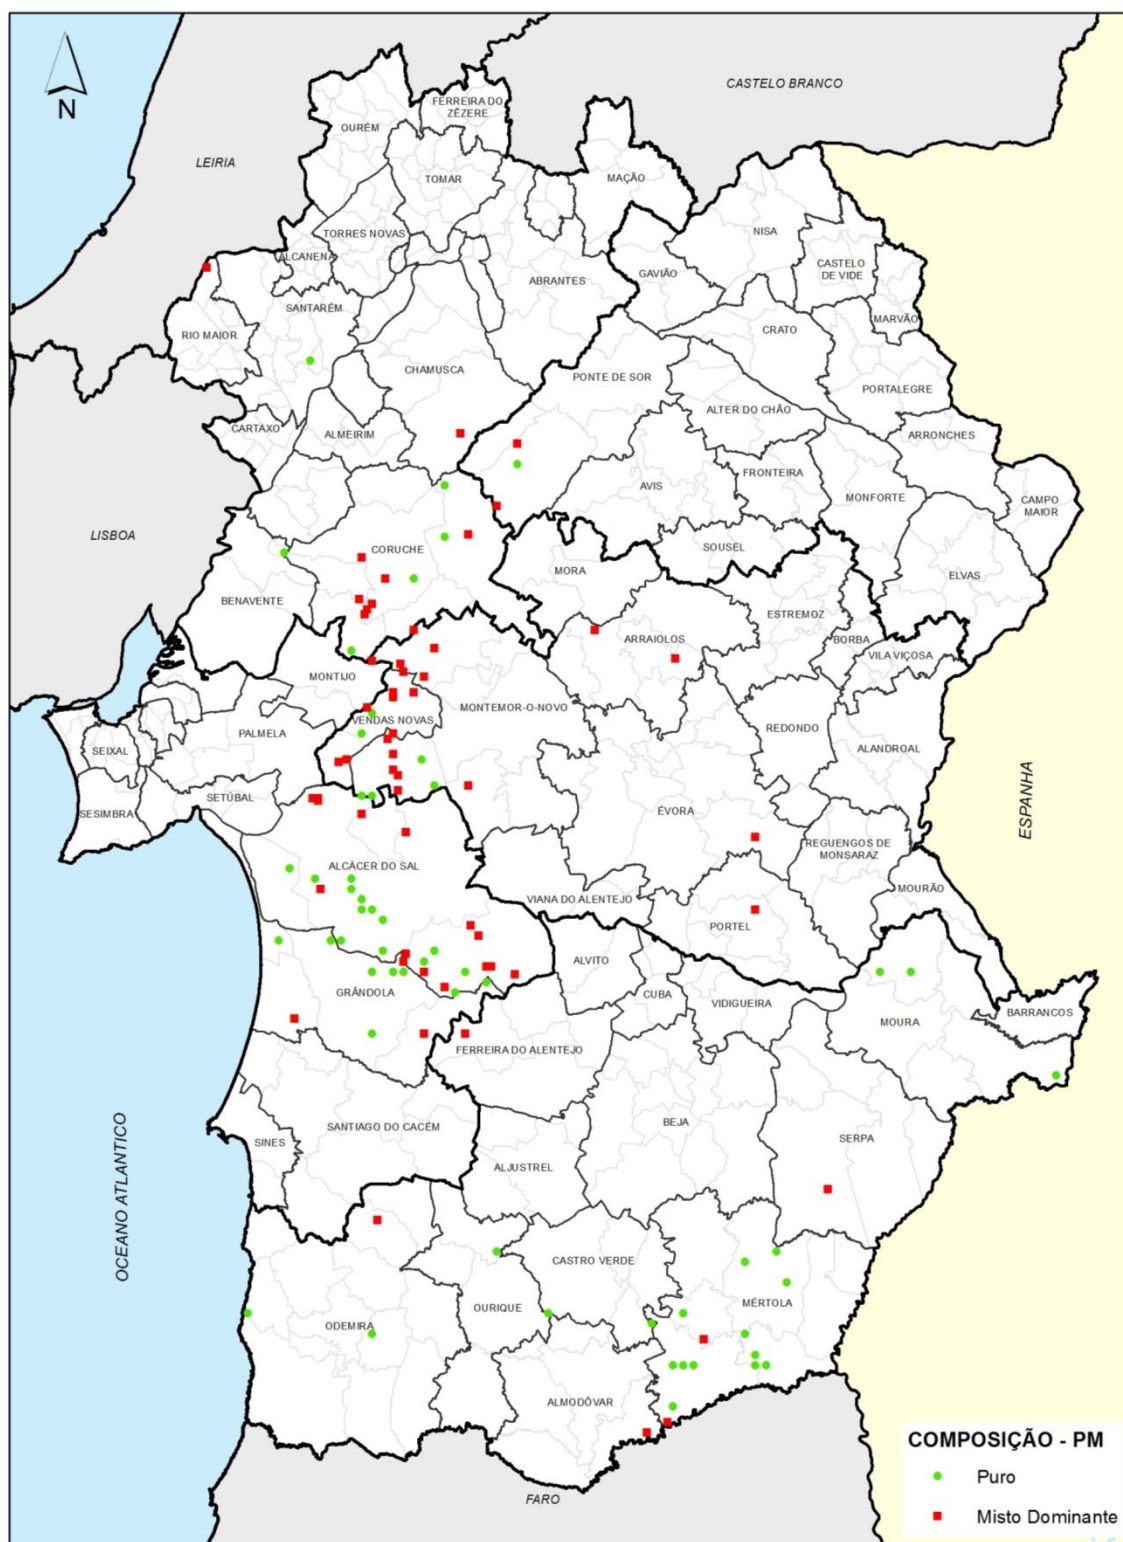 N
CASTELO BRANCO
FERREIRA DO
ZÊZERE
OURÉM
LEIRIA
TOMAR
MAÇÃO
TORRES NOVAS
NISA
ALCANENA
CASTELO
DE VIDE
GAVIÃO
ABRANTES
SANTARÉM
MARVÃO
RIO MAIOR
CRATO
CHAMUSCA
PONTE DE SOR
PORTALEGRE
ALTER DO CHÃO
CARTAXO
ALMEIRIM
ARRONCHES
FRONTEIRA
AVIS
MONFORTE
CAMPO
MAIOR
LISBOA
CORUCHE
SOUSEL
MORA
ELVAS
BENAVENTE
ESTREMOZ
ARRAIOLOS
BORBA
VILA VIÇOSA
MONTIJO
MONTEMOR-O-NOVO
VENDAS NOVAS
REDONDO
PALMELA
SEIXAL
ALANDROAL
SETÚBAL
SESIMBRA
ÉVORA
ESPANHA
REGUENGOS DE
MONSARAZ
ALCÁCER DO SAL
MOURÃO
VIANA DO ALENTEJO
PORTEL
ALVITO
GRÂNDOLA
CUBA
VIDIGUEIRA
BARRANCOS
MOURA
FERREIRA DO ALENTEJO
BEJA
SANTIAGO DO CACÉM
SINES
SERPA
ALJUSTREL
OCEANO ATLANTICO
CASTRO VERDE
MÉRTOLA
OURIQUE
ODEMIRA
ALMODÔVAR
FARO
COMPOSIÇÃO - PM
Puro
Misto Dominante